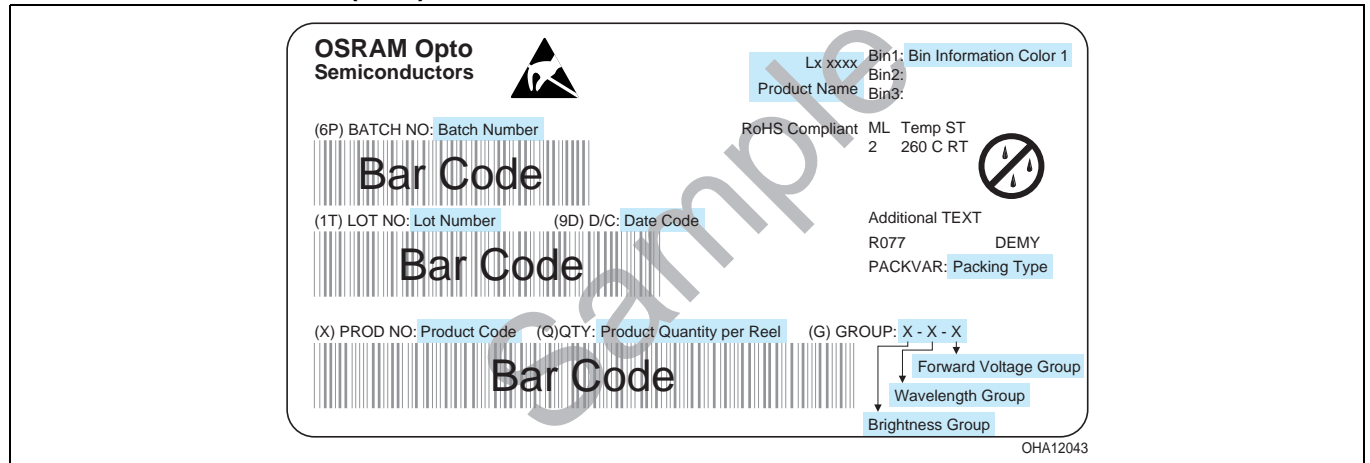 OSRAM Opto
Semiconductors
Lx xxxx
Product Name
Bin1: Bin Information Color 1
Bin2:
Bin3:
(6P) BATCH NO: Batch Number
Bar Code
RoHS Compliant
ML Temp ST
2 260 C RT
(1T) LOT NO: Lot Number (9D) D/C: Date Code
Bar Code
Additional TEXT
R077 DEMY
PACKVAR: Packing Type
(X) PROD NO: Product Code (Q)QTY: Product Quantity per Reel (G) GROUP: X - X - X
Bar Code
Forward Voltage Group
Wavelength Group
Brightness Group
Sample
OHA12043